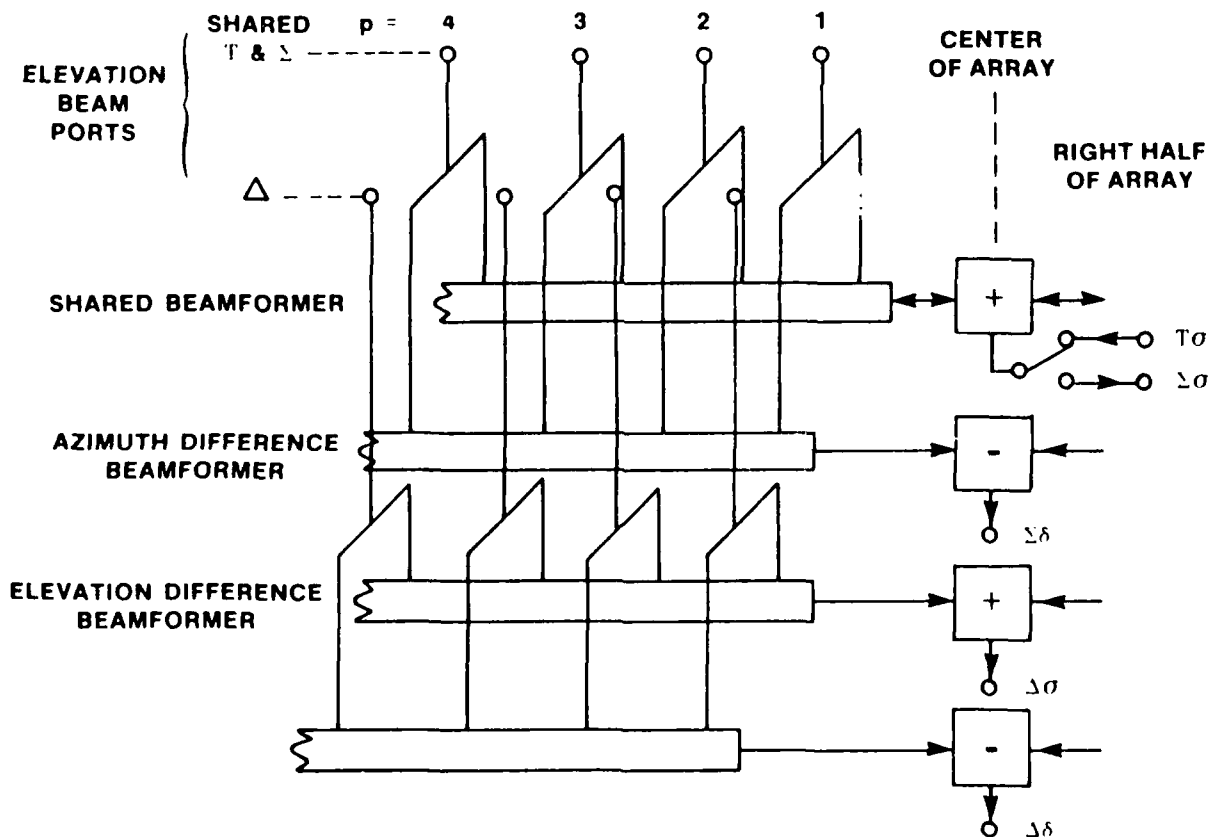 SHARED p = 4 3 2 1
T & Σ
ELEVATION
BEAM
PORTS
Δ
CENTER
OF ARRAY
RIGHT HALF
OF ARRAY
SHARED BEAMFORMER
+
Tσ
Σσ
AZIMUTH DIFFERENCE
BEAMFORMER
-
Σδ
ELEVATION DIFFERENCE
BEAMFORMER
+
Δσ
-
Δδ